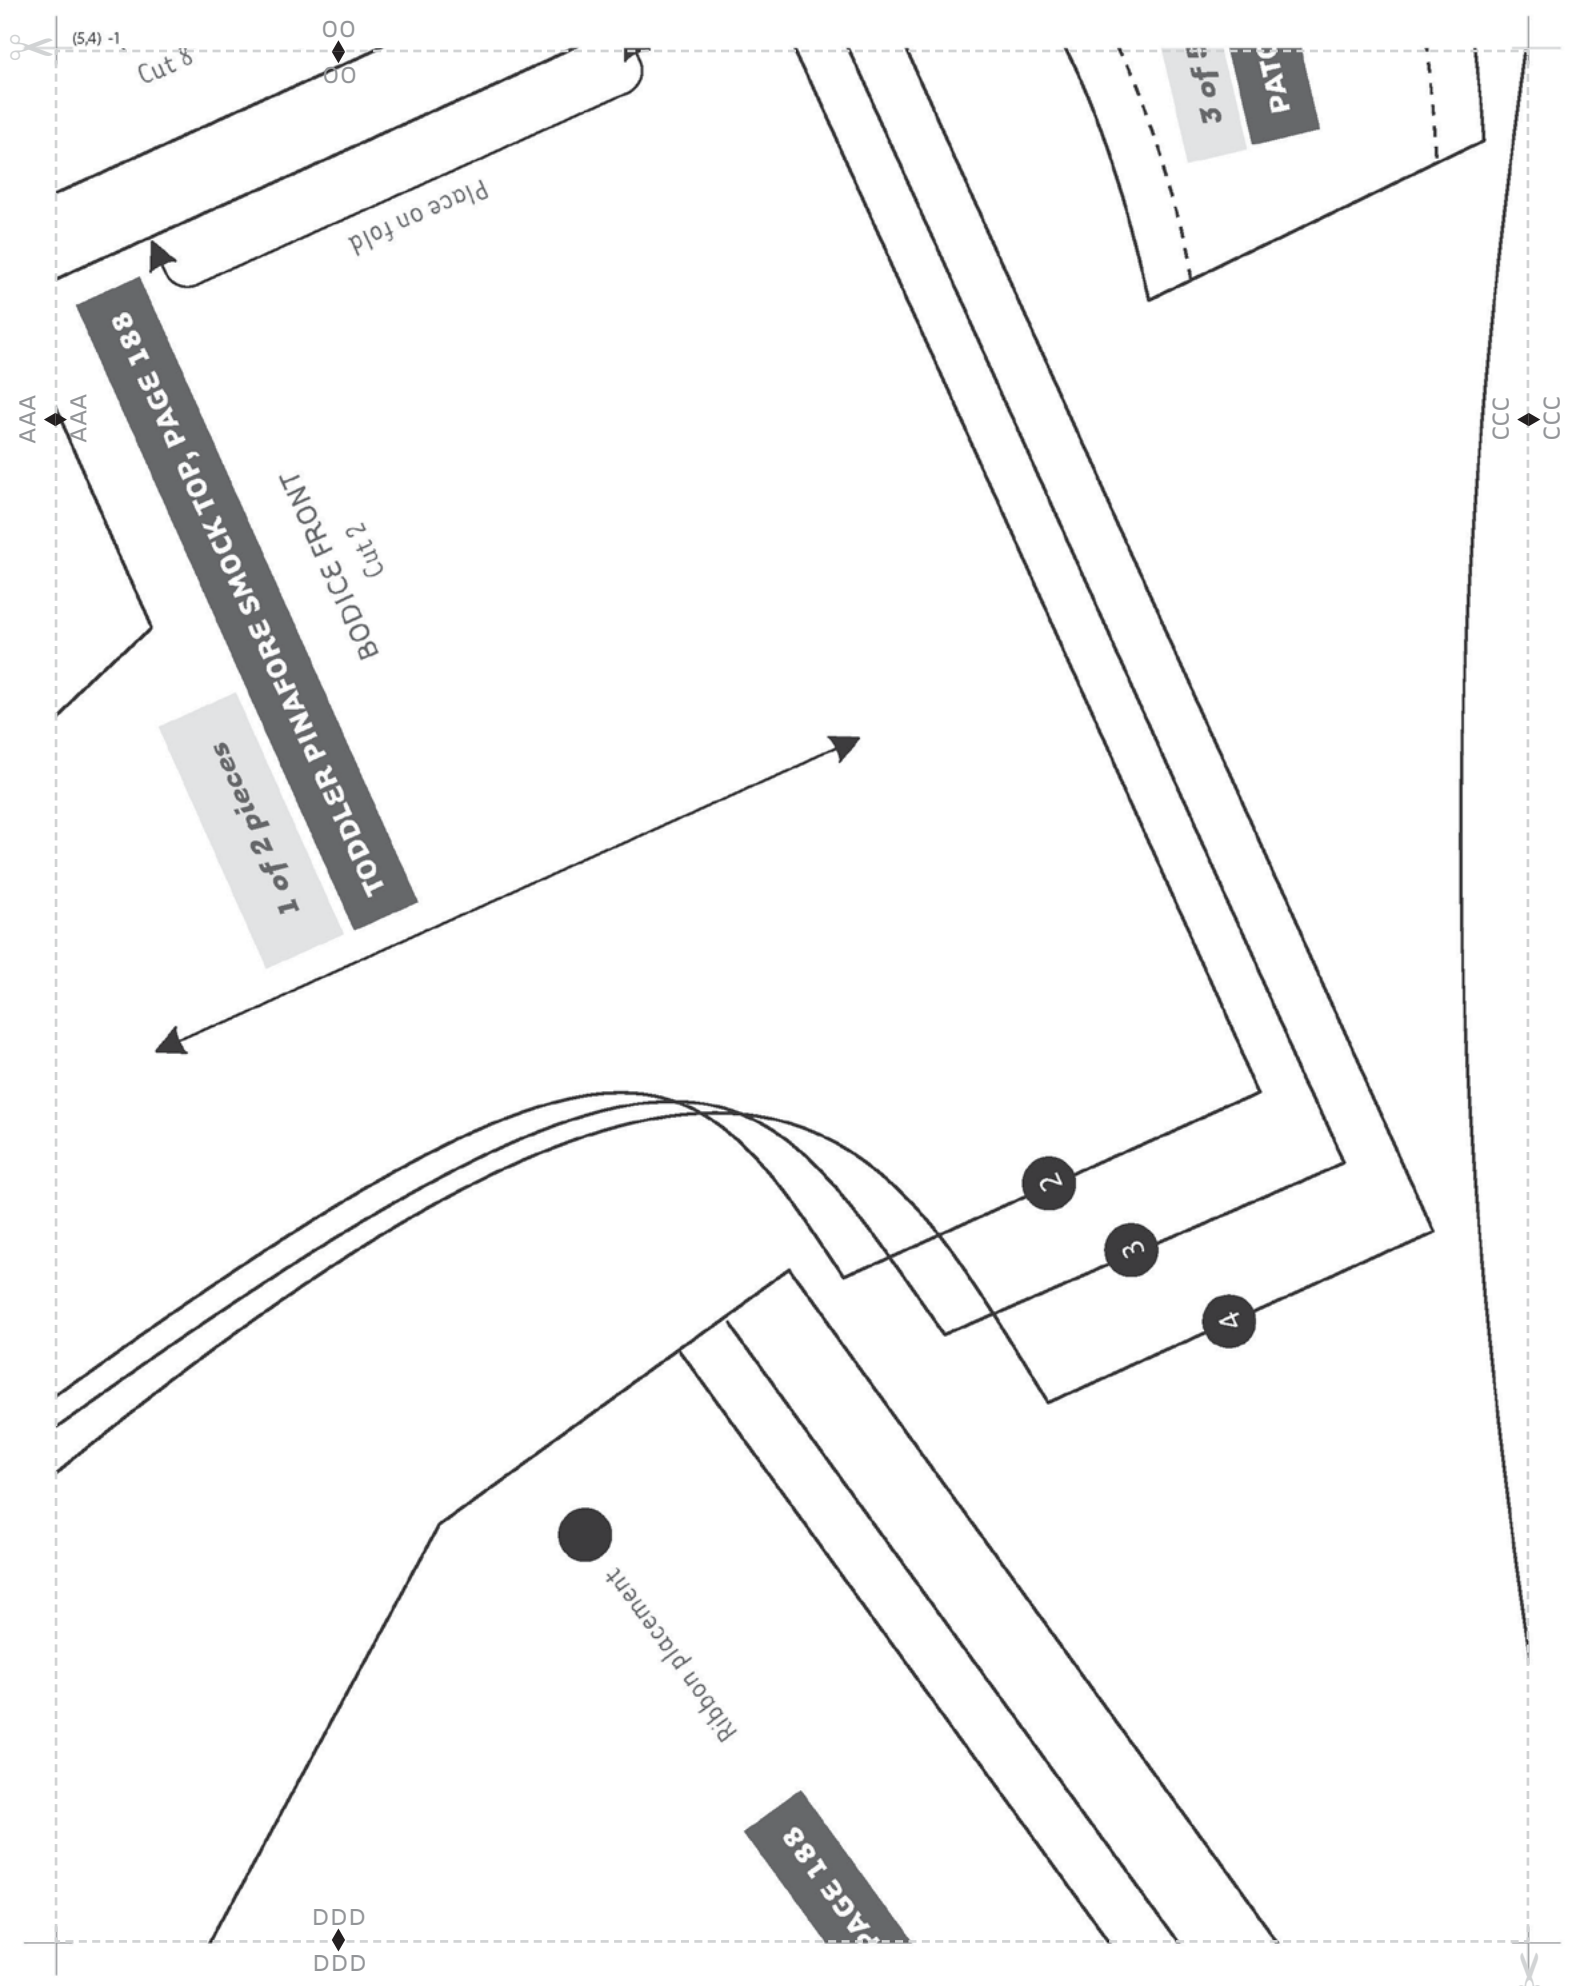 (5,4) -1
OO
OO
Cut 8
3 of 5
PATC
Place on fold
AAA
AAA
CCC
CCC
TODDLER PINAFORE SMOCK TOP, PAGE 188
1 of 2 pieces
BODICE FRONT
Cut 2
2
3
4
Ribbon placement
PAGE 188
DDD
DDD